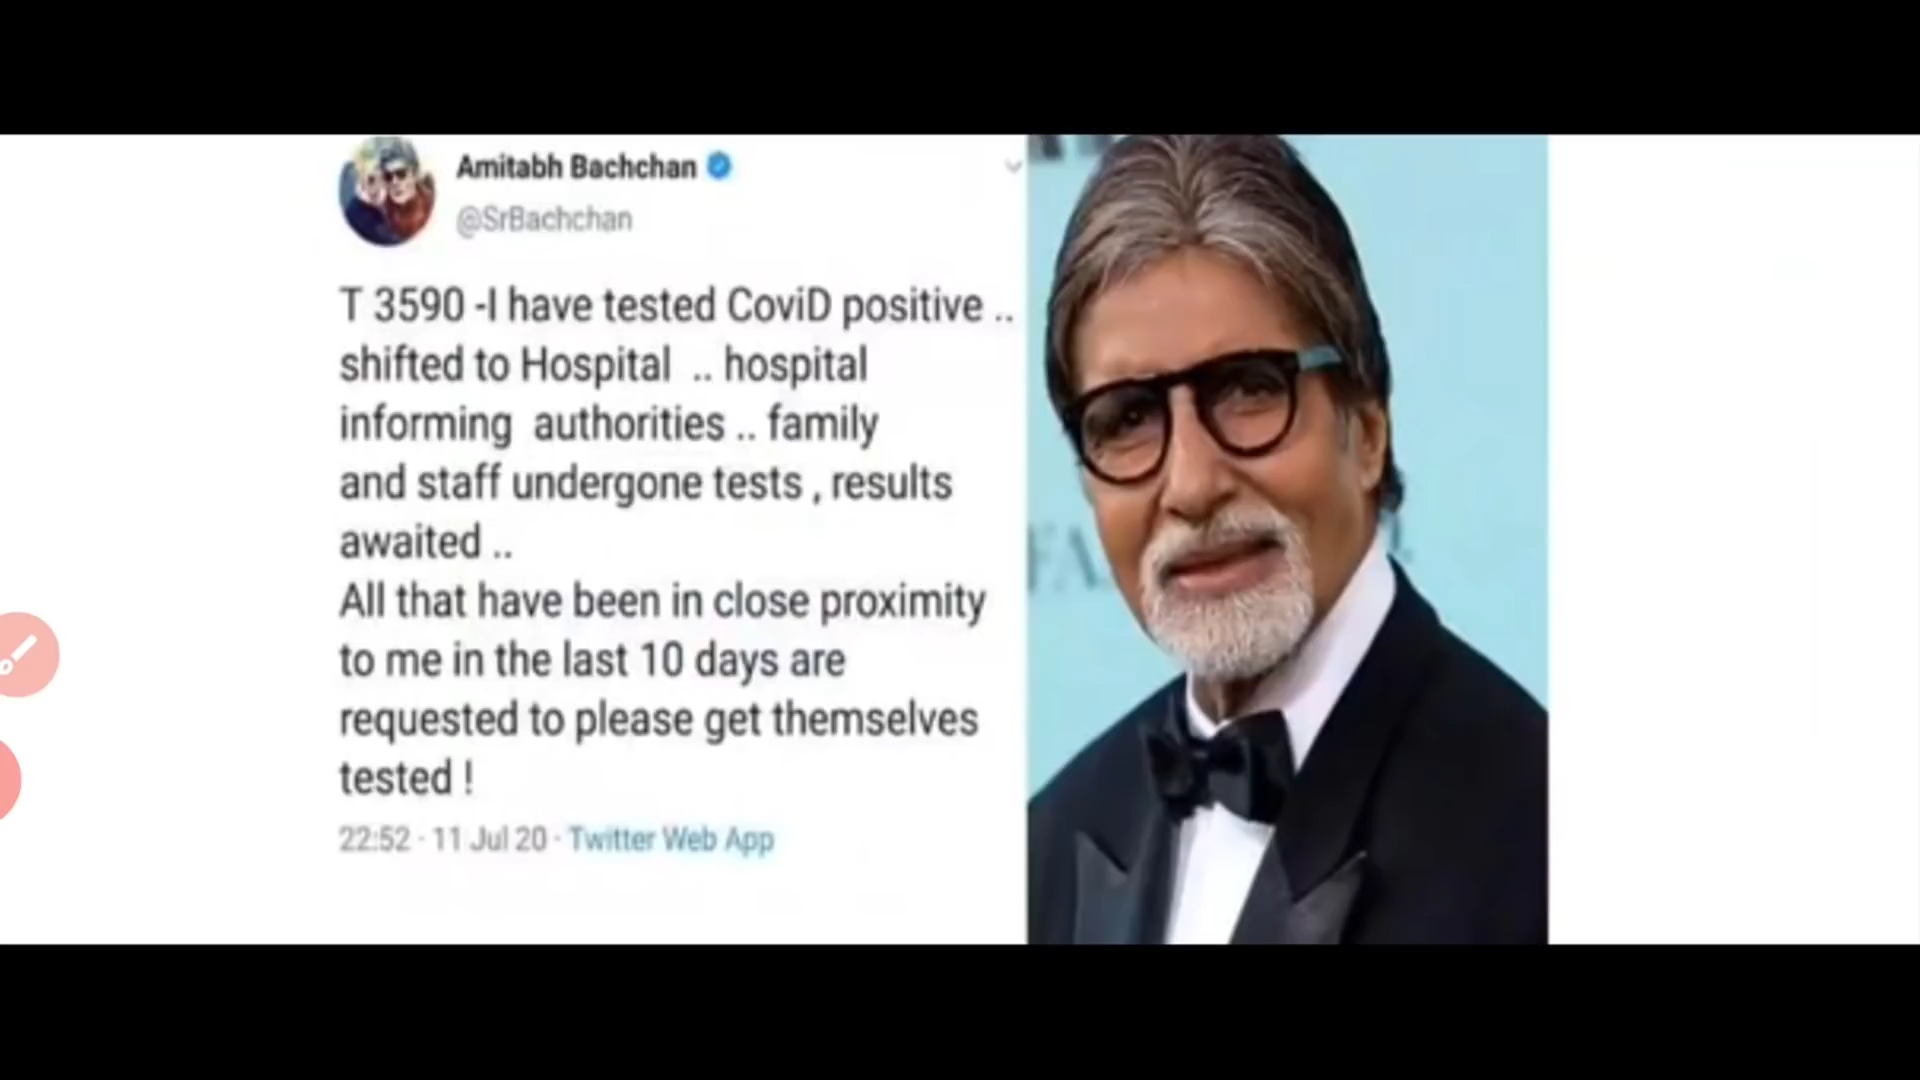 Amitabh Bachchan
@SrBachchan
T 3590 -I have tested CoviD positive ..
shifted to Hospital .. hospital
informing authorities .. family
and staff undergone tests , results
awaited ..
All that have been in close proximity
to me in the last 10 days are
requested to please get themselves
tested !
22:52 · 11 Jul 20 · Twitter Web App